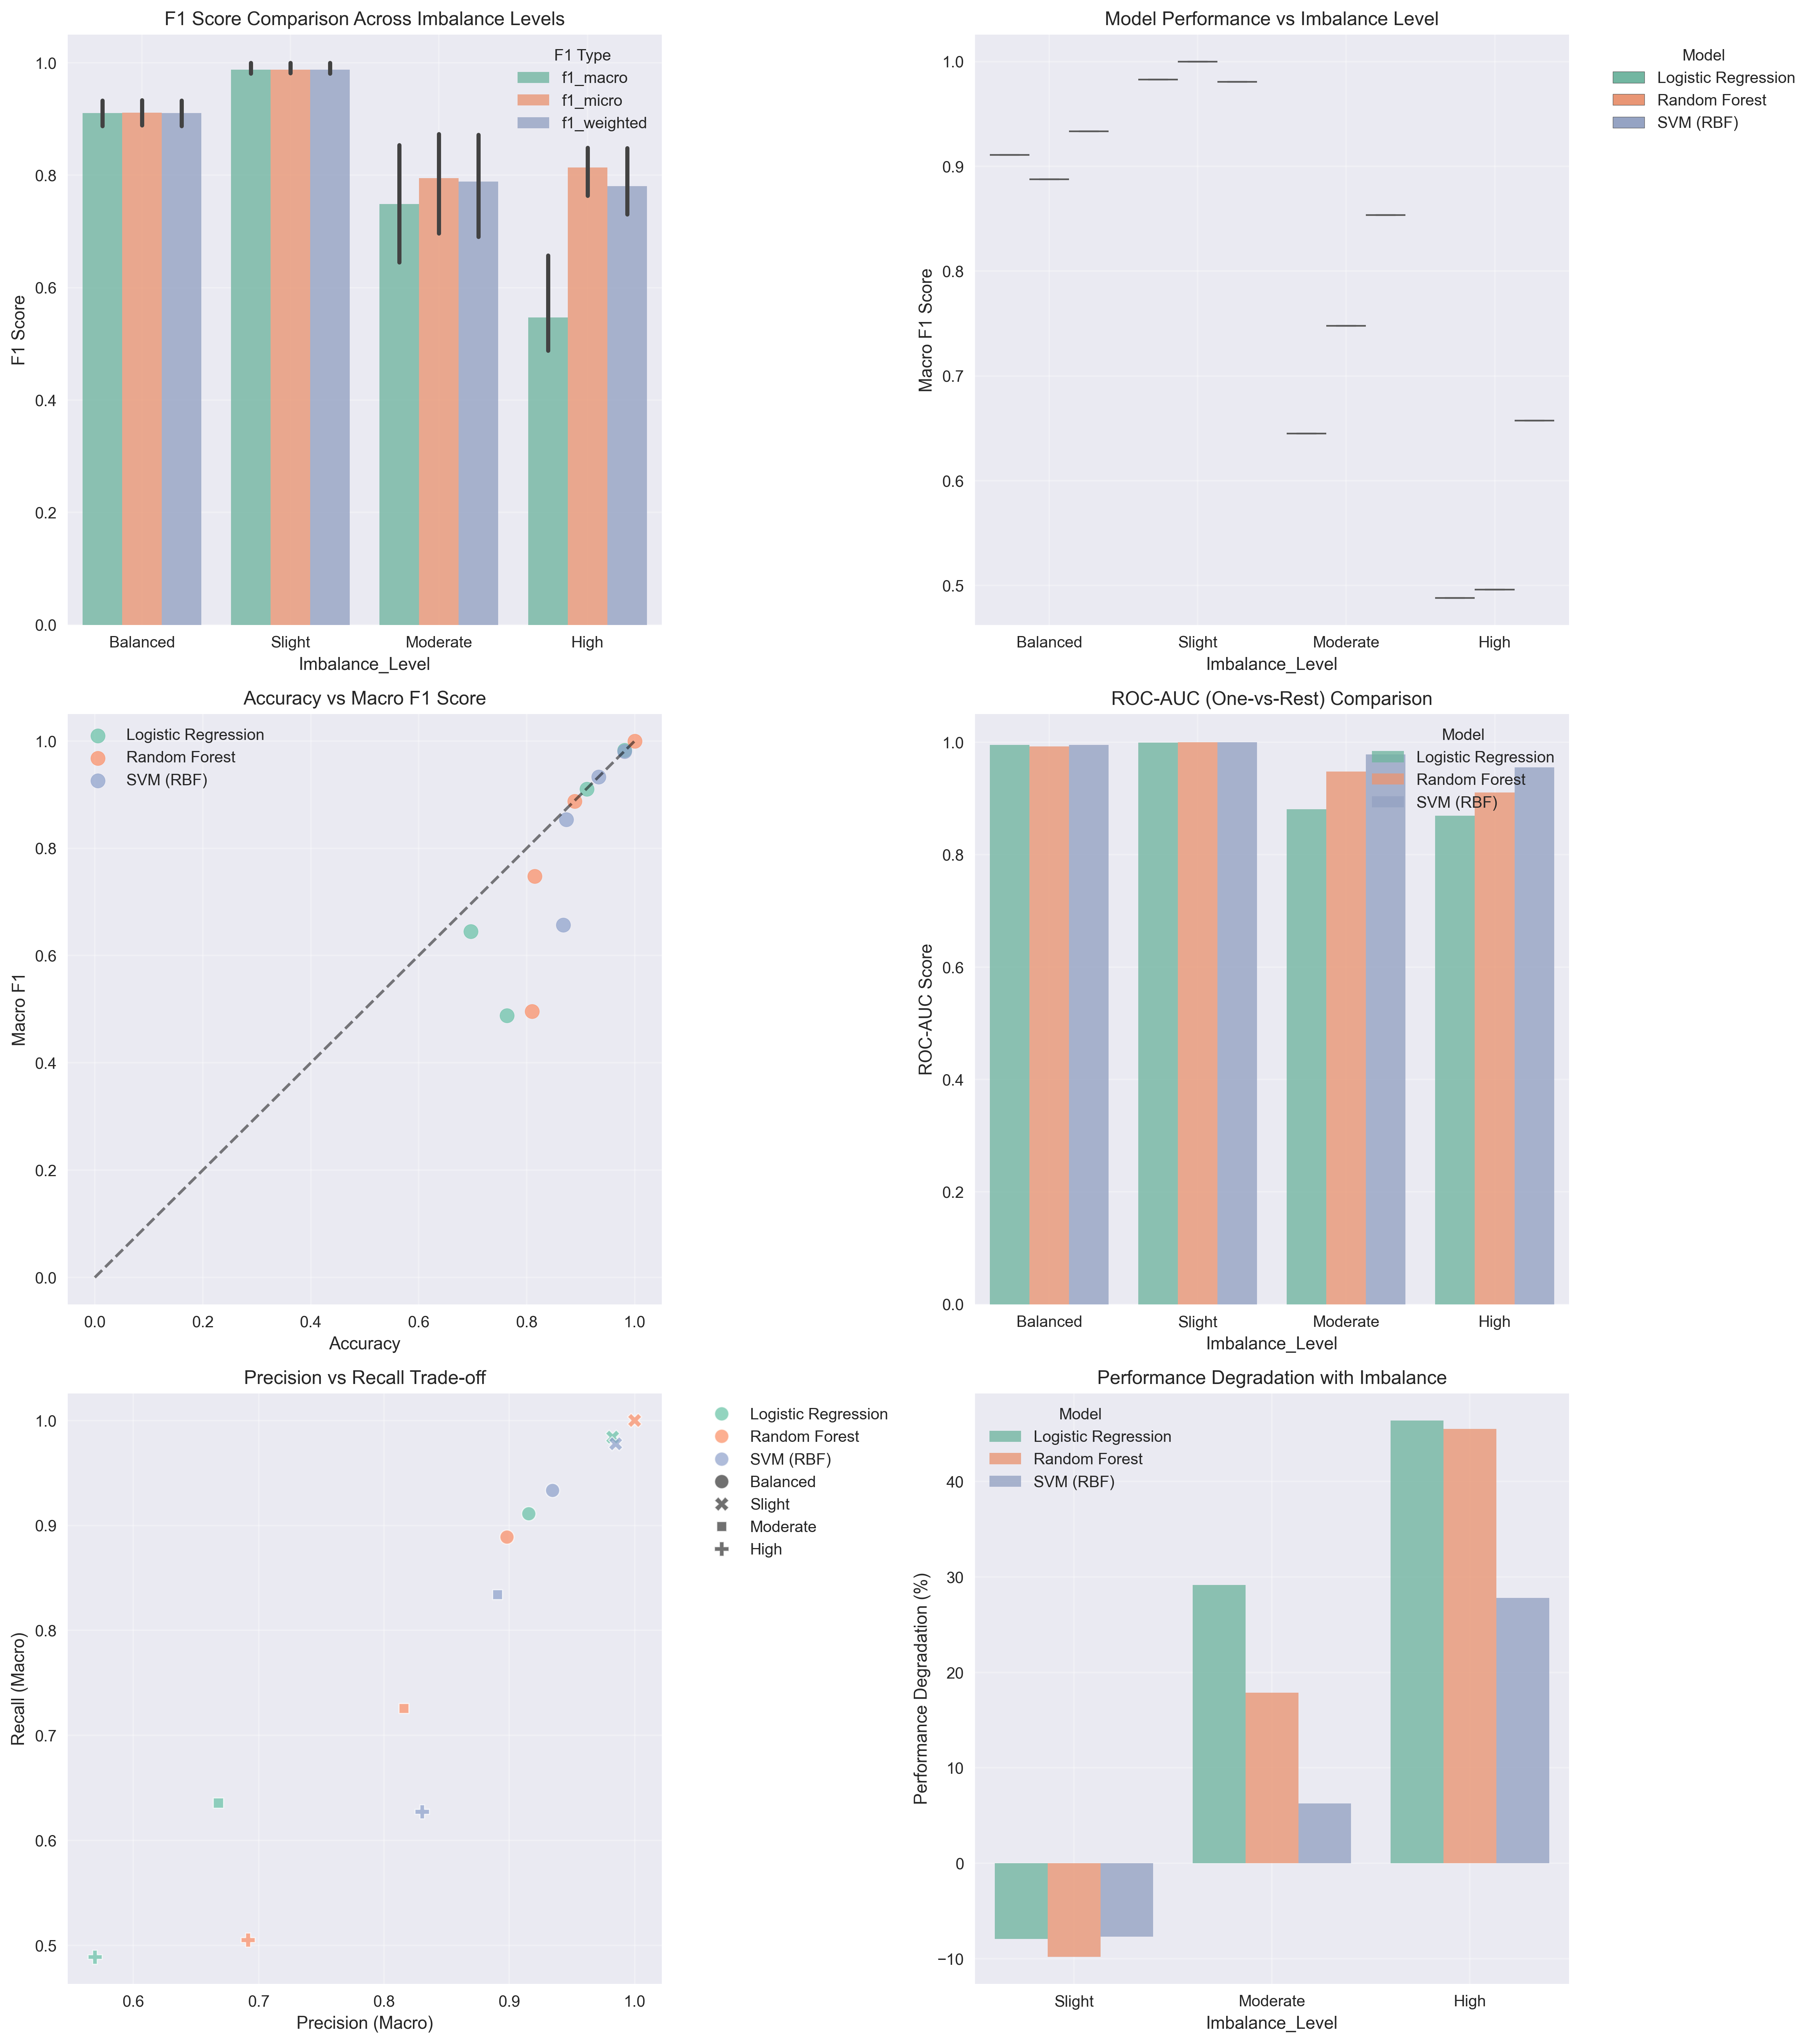 F1 Score Comparison Across Imbalance Levels
F1 Score
1.0
0.8
0.6
0.4
0.2
0.0
F1 Type
f1_macro
f1_micro
f1_weighted
Balanced Slight Moderate High
Imbalance_Level
Model Performance vs Imbalance Level
Macro F1 Score
1.0
0.9
0.8
0.7
0.6
0.5
Balanced Slight Moderate High
Imbalance_Level
Model
Logistic Regression
Random Forest
SVM (RBF)
Accuracy vs Macro F1 Score
Macro F1
1.0
0.8
0.6
0.4
0.2
0.0
Logistic Regression
Random Forest
SVM (RBF)
0.0 0.2 0.4 0.6 0.8 1.0
Accuracy
ROC-AUC (One-vs-Rest) Comparison
ROC-AUC Score
1.0
0.8
0.6
0.4
0.2
0.0
Model
Logistic Regression
Random Forest
SVM (RBF)
Balanced Slight Moderate High
Imbalance_Level
Precision vs Recall Trade-off
Recall (Macro)
1.0
0.9
0.8
0.7
0.6
0.5
0.6 0.7 0.8 0.9 1.0
Precision (Macro)
Logistic Regression
Random Forest
SVM (RBF)
Balanced
Slight
Moderate
High
Performance Degradation with Imbalance
Performance Degradation (%)
40
30
20
10
0
−10
Model
Logistic Regression
Random Forest
SVM (RBF)
Slight Moderate High
Imbalance_Level